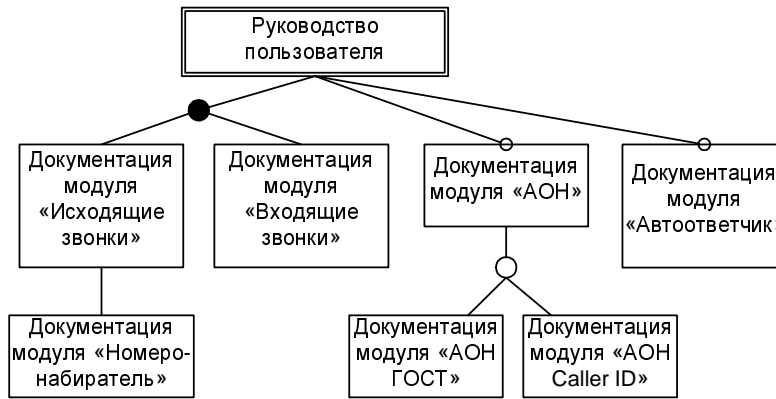 Руководство
пользователя
Документация
модуля
«Исходящие
звонки»
Документация
модуля
«Входящие
звонки»
Документация
модуля «АОН»
Документация
модуля
«Автоответчик»
Документация
модуля «Номеро-
набиратель»
Документация
модуля «АОН
ГОСТ»
Документация
модуля «АОН
Caller ID»